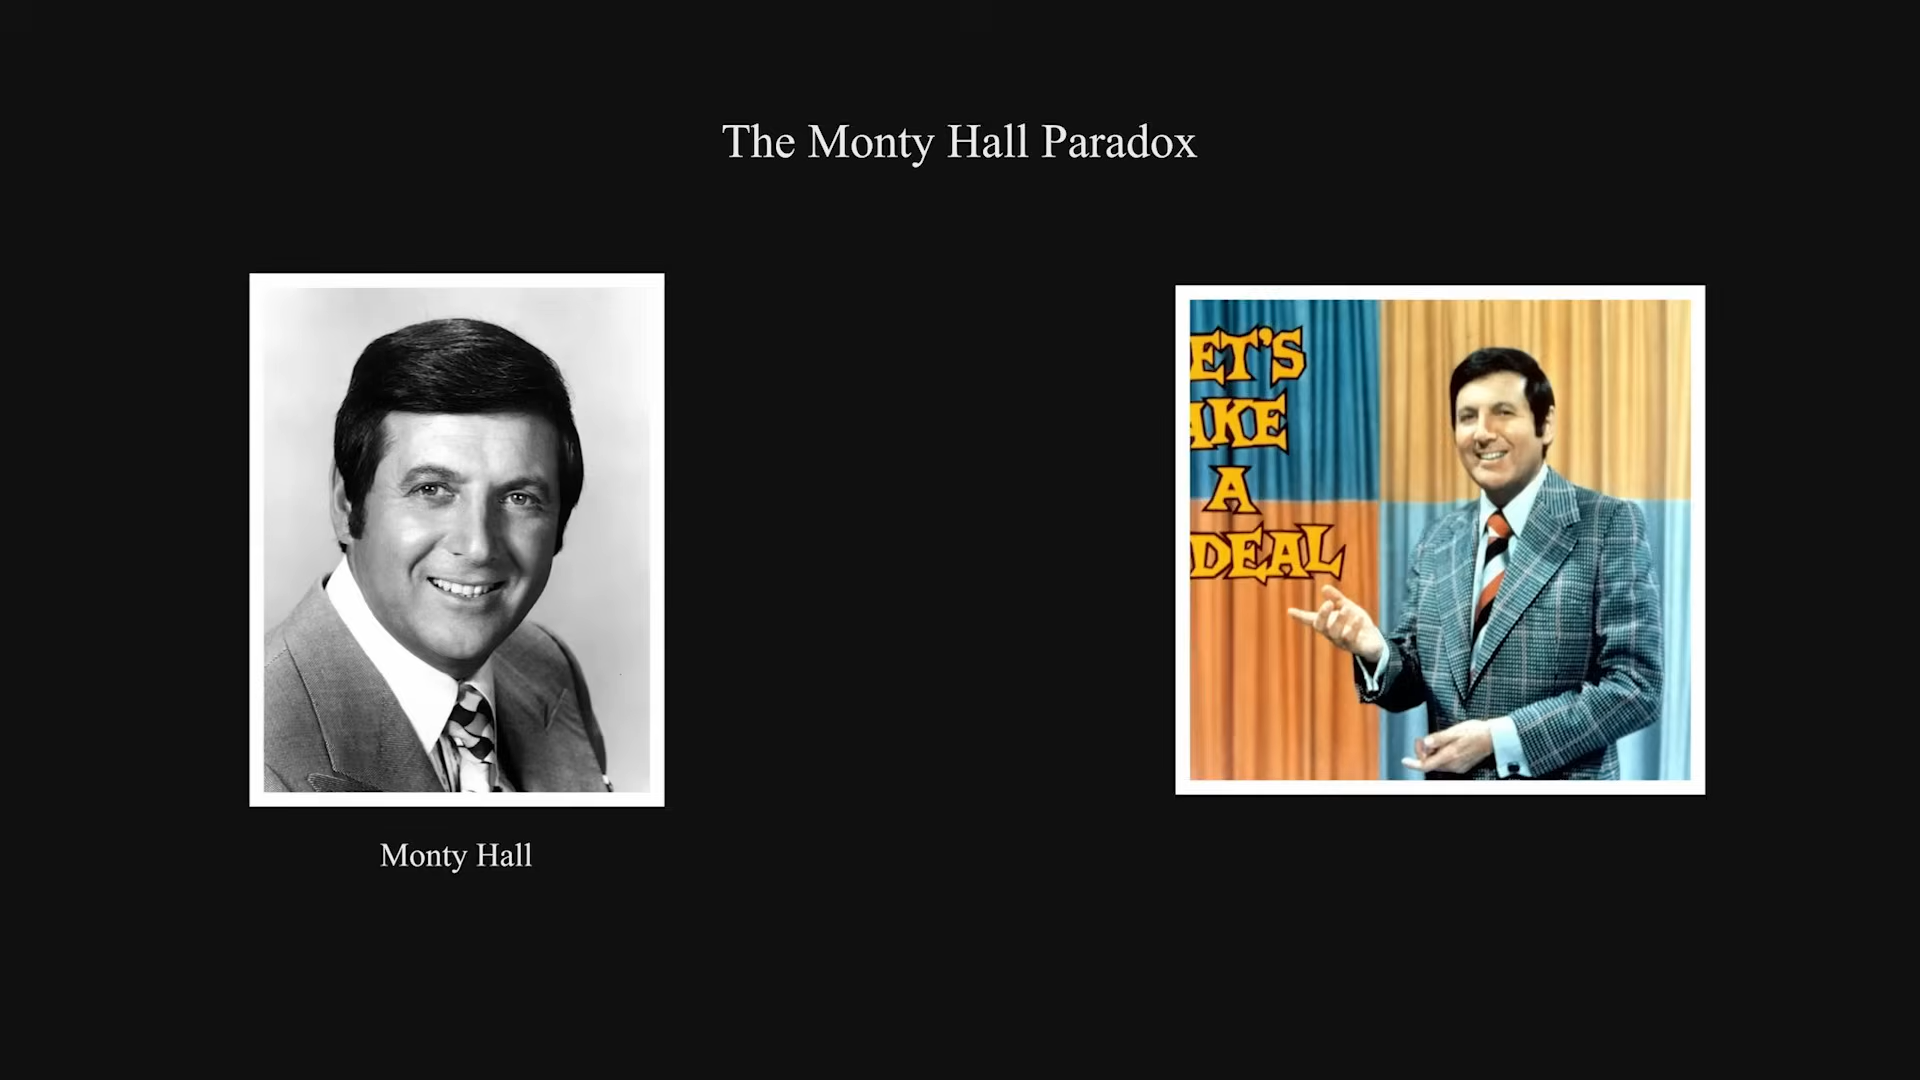 The Monty Hall Paradox
ET'S
AKE
A
DEAL
Monty Hall